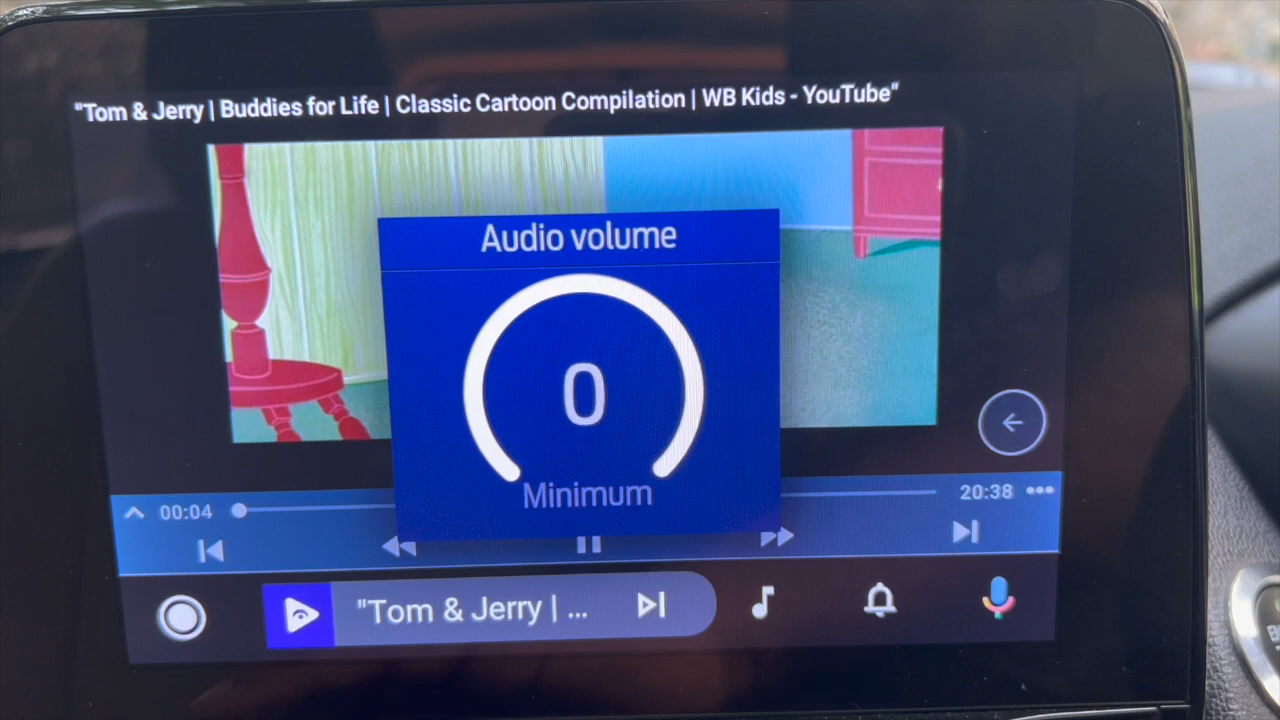 "Tom & Jerry | Buddies for Life | Classic Cartoon Compilation | WB Kids - YouTube"
Audio volume
0
Minimum
00:04
20:38
"Tom & Jerry | ...